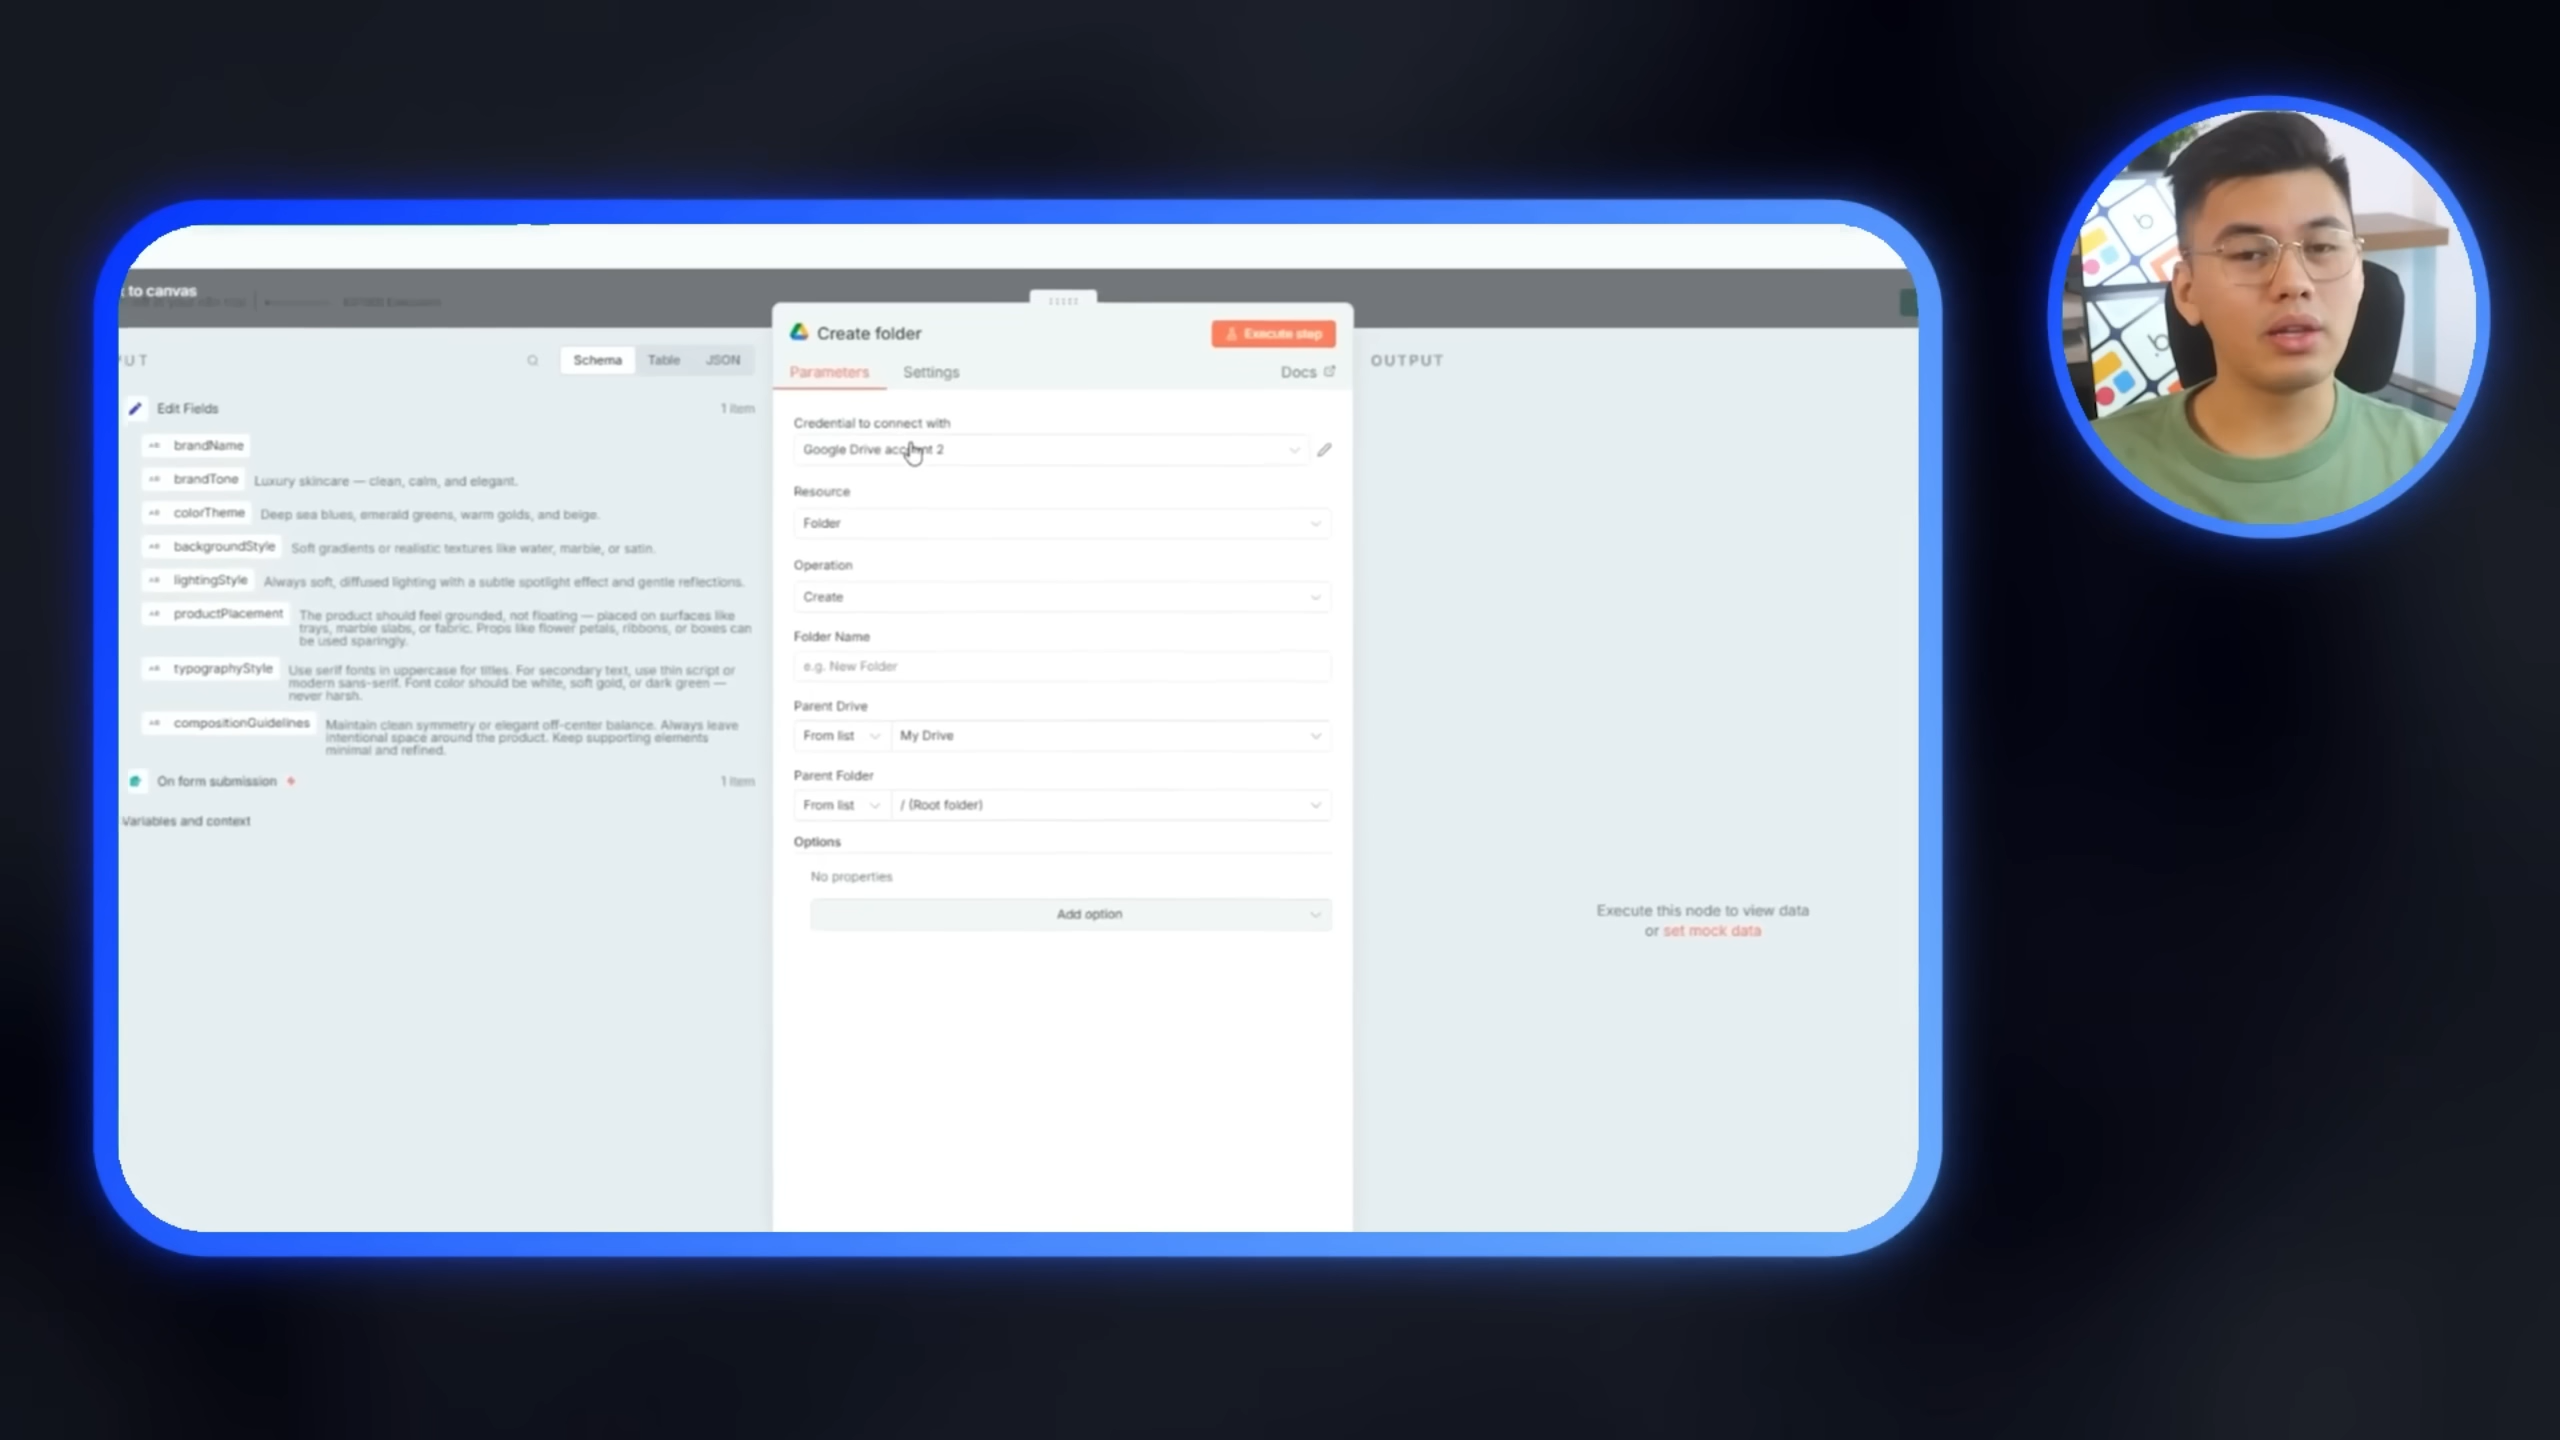 to canvas
UT
Schema
Table
JSON
Edit Fields
1 item
brandName
brandTone
Luxury skincare — clean, calm, and elegant.
colorTheme
Deep sea blues, emerald greens, warm golds, and beige.
backgroundStyle
Soft gradients or realistic textures like water, marble, or satin.
lightingStyle
Always soft, diffused lighting with a subtle spotlight effect and gentle reflections.
productPlacement
The product should feel grounded, not floating — placed on surfaces like
trays, marble slabs, or fabric. Props like flower petals, ribbons, or boxes can
be used sparingly.
typographyStyle
Use serif fonts in uppercase for titles. For secondary text, use thin script or
modern sans-serif. Font color should be white, soft gold, or dark green —
never harsh.
compositionGuidelines
Maintain clean symmetry or elegant off-center balance. Always leave
intentional space around the product. Keep supporting elements
minimal and refined.
On form submission
1 item
Variables and context
Create folder
Execute step
Parameters
Settings
Docs
Credential to connect with
Google Drive account 2
Resource
Folder
Operation
Create
Folder Name
e.g. New Folder
Parent Drive
From list
My Drive
Parent Folder
From list
/ (Root folder)
Options
No properties
Add option
OUTPUT
Execute this node to view data
or set mock data